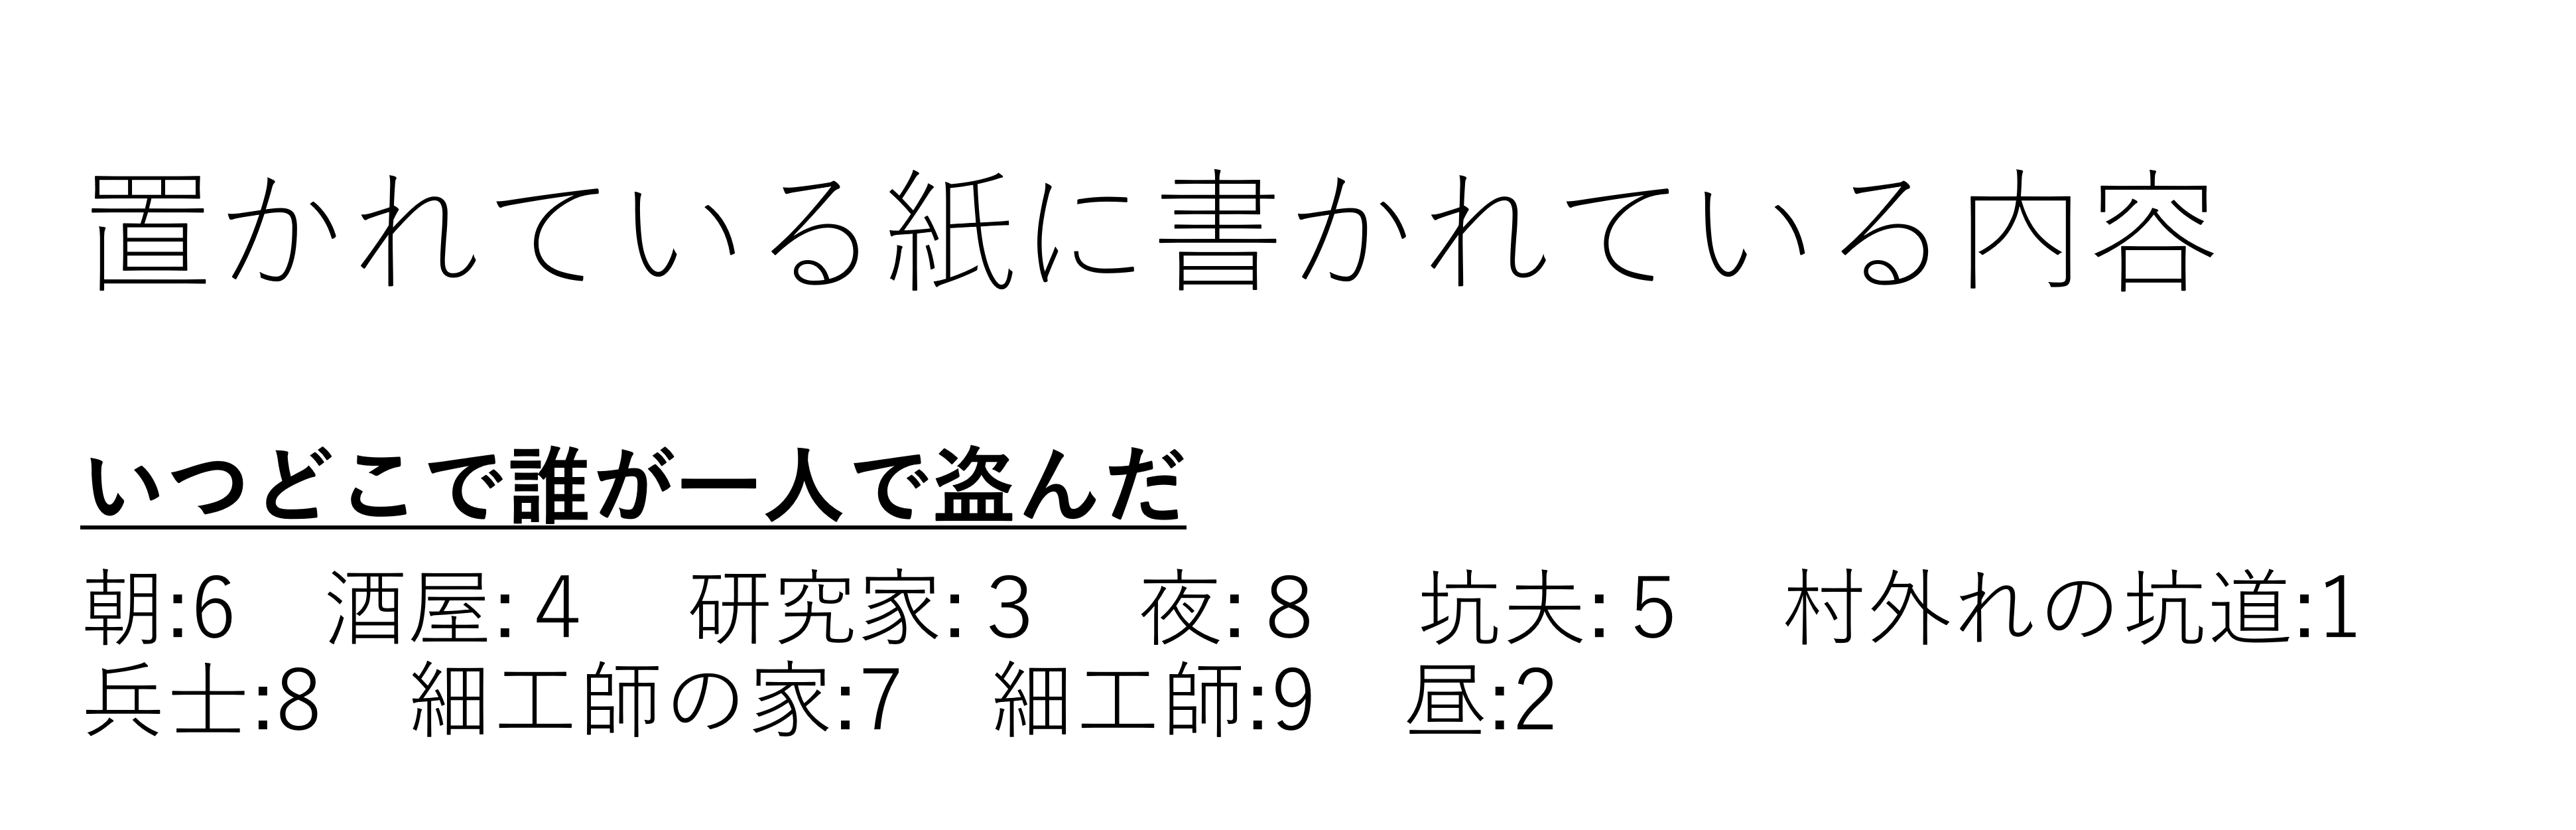 置かれている紙に書かれている内容
いつどこで誰が一人で盗んだ
朝:6　酒屋: 4　研究家: 3　夜: 8　坑夫: 5　村外れの坑道:1
兵士:8　細工師の家:7　細工師:9　昼:2